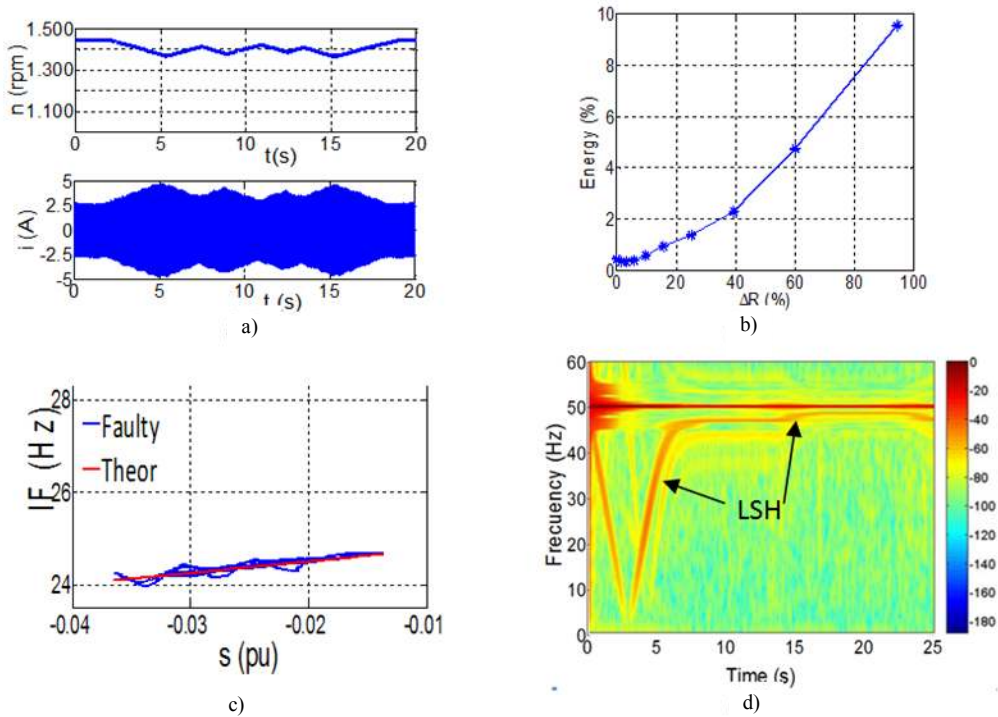 1.500
1.300
1.100
n (rpm)
0 5 10 15 20
t(s)
5
2.5
0
-2.5
-5
i (A)
0 5 10 15 20
t (s)
a)
10
8
6
4
2
0
Energy (%)
0 20 40 60 80 100
ΔR (%)
b)
28
26
24
IF (Hz)
Faulty
Theor
-0.04 -0.03 -0.02 -0.01
s (pu)
c)
60
50
40
30
20
10
0
Frecuency (Hz)
LSH
0 5 10 15 20 25
Time (s)
0
-20
-40
-60
-80
-100
-120
-140
-160
-180
d)